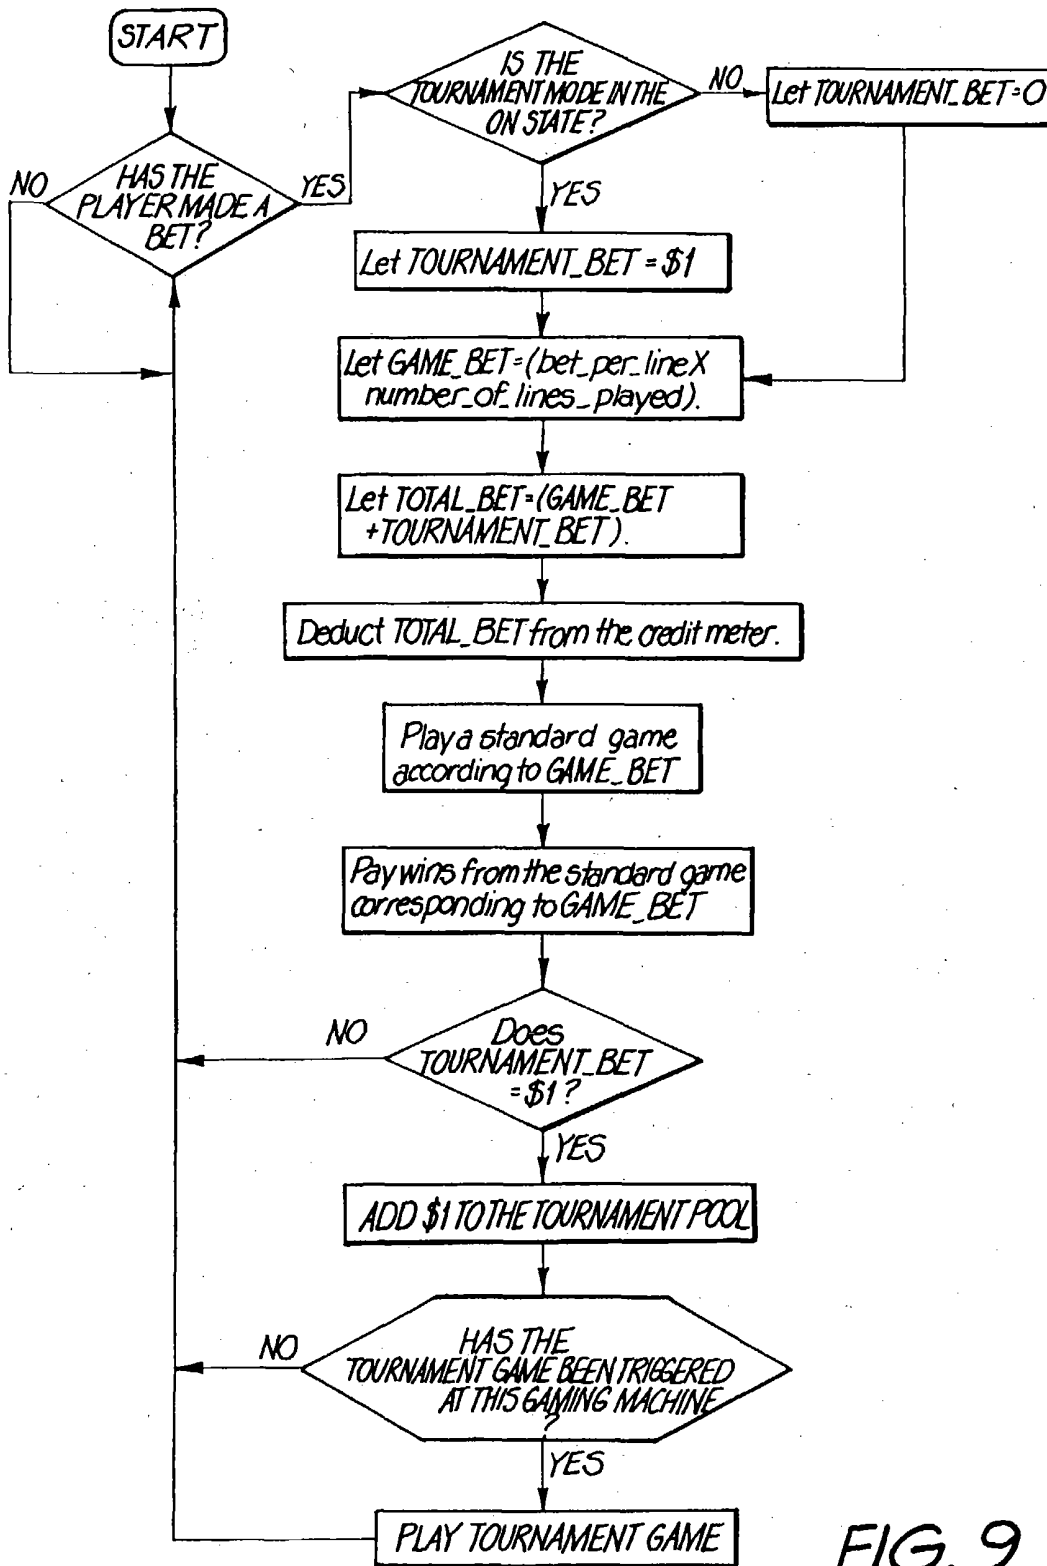 START
HAS THE
PLAYER MADE A
BET?
NO
YES
IS THE
TOURNAMENT MODE IN THE
ON STATE?
NO
Let TOURNAMENT_BET=0
YES
Let TOURNAMENT_BET = $1
Let GAME_BET=(bet_per_line X
number_of_lines_played).
Let TOTAL_BET=(GAME_BET
+TOURNAMENT_BET).
Deduct TOTAL_BET from the credit meter.
Play a standard game
according to GAME_BET
Pay wins from the standard game
corresponding to GAME_BET
NO
Does
TOURNAMENT_BET
=$1?
YES
ADD $1 TO THE TOURNAMENT POOL
NO
HAS THE
TOURNAMENT GAME BEEN TRIGGERED
AT THIS GAMING MACHINE
?
YES
PLAY TOURNAMENT GAME
FIG. 9